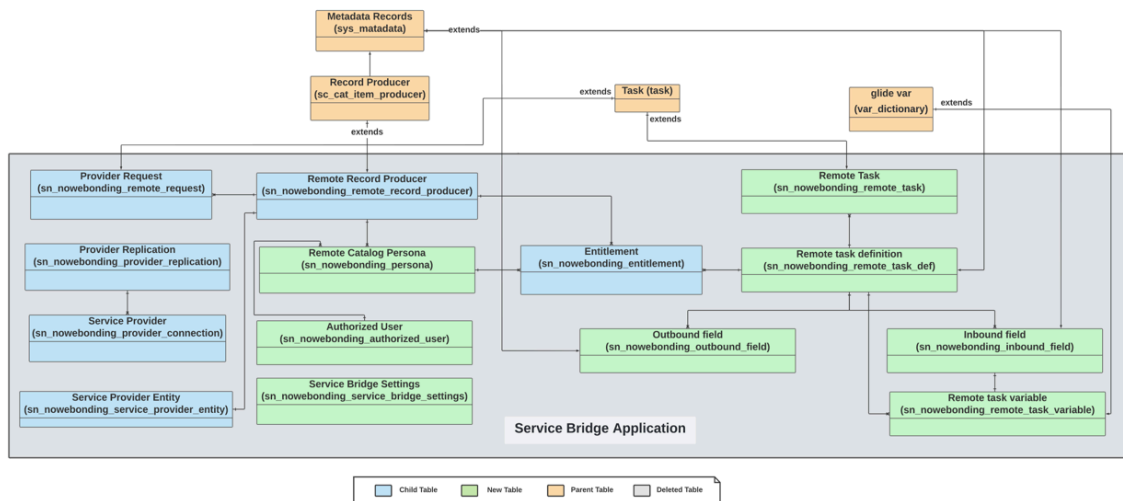 Metadata Records
(sys_matadata)
extends
Record Producer
(sc_cat_item_producer)
extends
Task (task)
extends
extends
glide var
(var_dictionary)
extends
Provider Request
(sn_nowebonding_remote_request)
Remote Record Producer
(sn_nowebonding_remote_record_producer)
Remote Task
(sn_nowebonding_remote_task)
Provider Replication
(sn_nowebonding_provider_replication)
Remote Catalog Persona
(sn_nowebonding_persona)
Entitlement
(sn_nowebonding_entitlement)
Remote task definition
(sn_nowebonding_remote_task_def)
Service Provider
(sn_nowebonding_provider_connection)
Authorized User
(sn_nowebonding_authorized_user)
Outbound field
(sn_nowebonding_outbound_field)
Inbound field
(sn_nowebonding_inbound_field)
Service Provider Entity
(sn_nowebonding_service_provider_entity)
Service Bridge Settings
(sn_nowebonding_service_bridge_settings)
Remote task variable
(sn_nowebonding_remote_task_variable)
Service Bridge Application
Child Table
New Table
Parent Table
Deleted Table